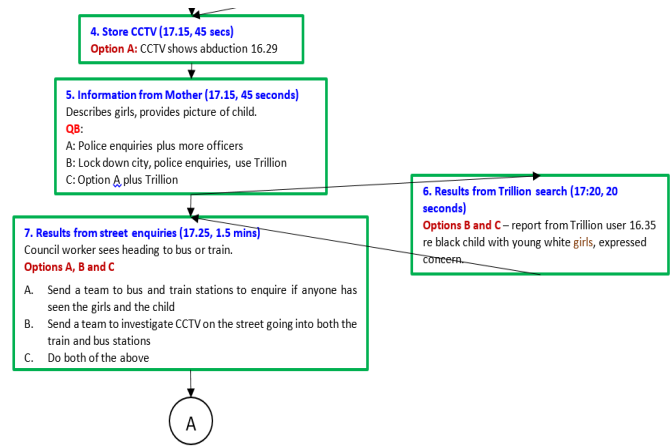 4. Store CCTV (17.15, 45 secs)
Option A: CCTV shows abduction 16.29
5. Information from Mother (17.15, 45 seconds)
Describes girls, provides picture of child.
QB:
A: Police enquiries plus more officers
B: Lock down city, police enquiries, use Trillion
C: Option A plus Trillion
6. Results from Trillion search (17:20, 20
seconds)
Options B and C – report from Trillion user 16.35
re black child with young white girls, expressed
concern.
7. Results from street enquiries (17.25, 1.5 mins)
Council worker sees heading to bus or train.
Options A, B and C
A. Send a team to bus and train stations to enquire if anyone has
seen the girls and the child
B. Send a team to investigate CCTV on the street going into both the
train and bus stations
C. Do both of the above
A